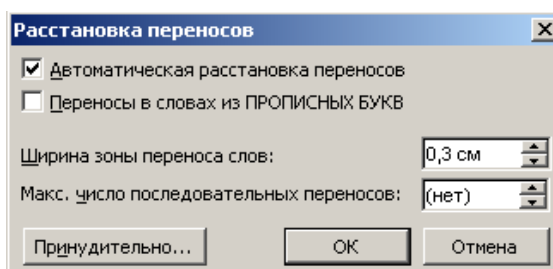 Расстановка переносов
Автоматическая расстановка переносов
Переносы в словах из ПРОПИСНЫХ БУКВ
Ширина зоны переноса слов: 0,3 см
Макс. число последовательных переносов: (нет)
Принудительно... ОК Отмена